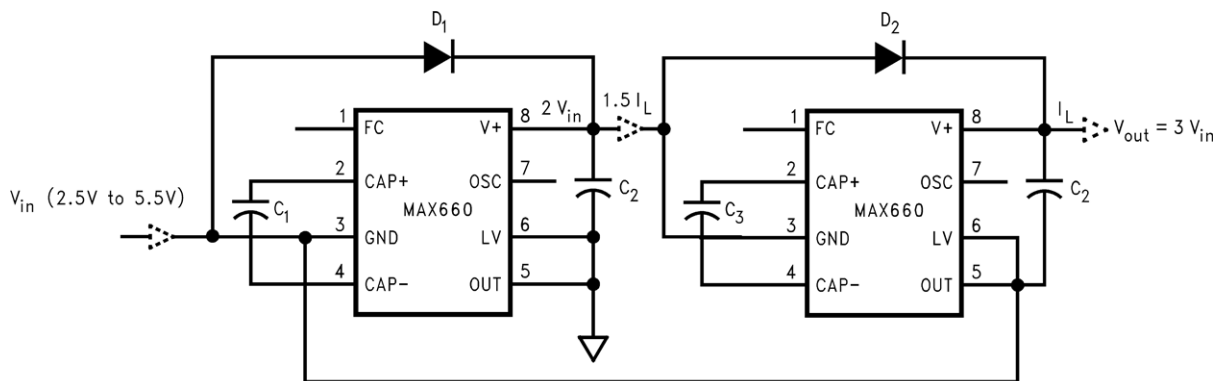 D1
D2
2 Vin
1.5 IL
IL
Vout = 3 Vin
Vin (2.5V to 5.5V)
1
FC
V+
8
2
CAP+
OSC
7
C1
MAX660
C2
3
GND
LV
6
4
CAP-
OUT
5
1
FC
V+
8
2
CAP+
OSC
7
C3
MAX660
C2
3
GND
LV
6
4
CAP-
OUT
5